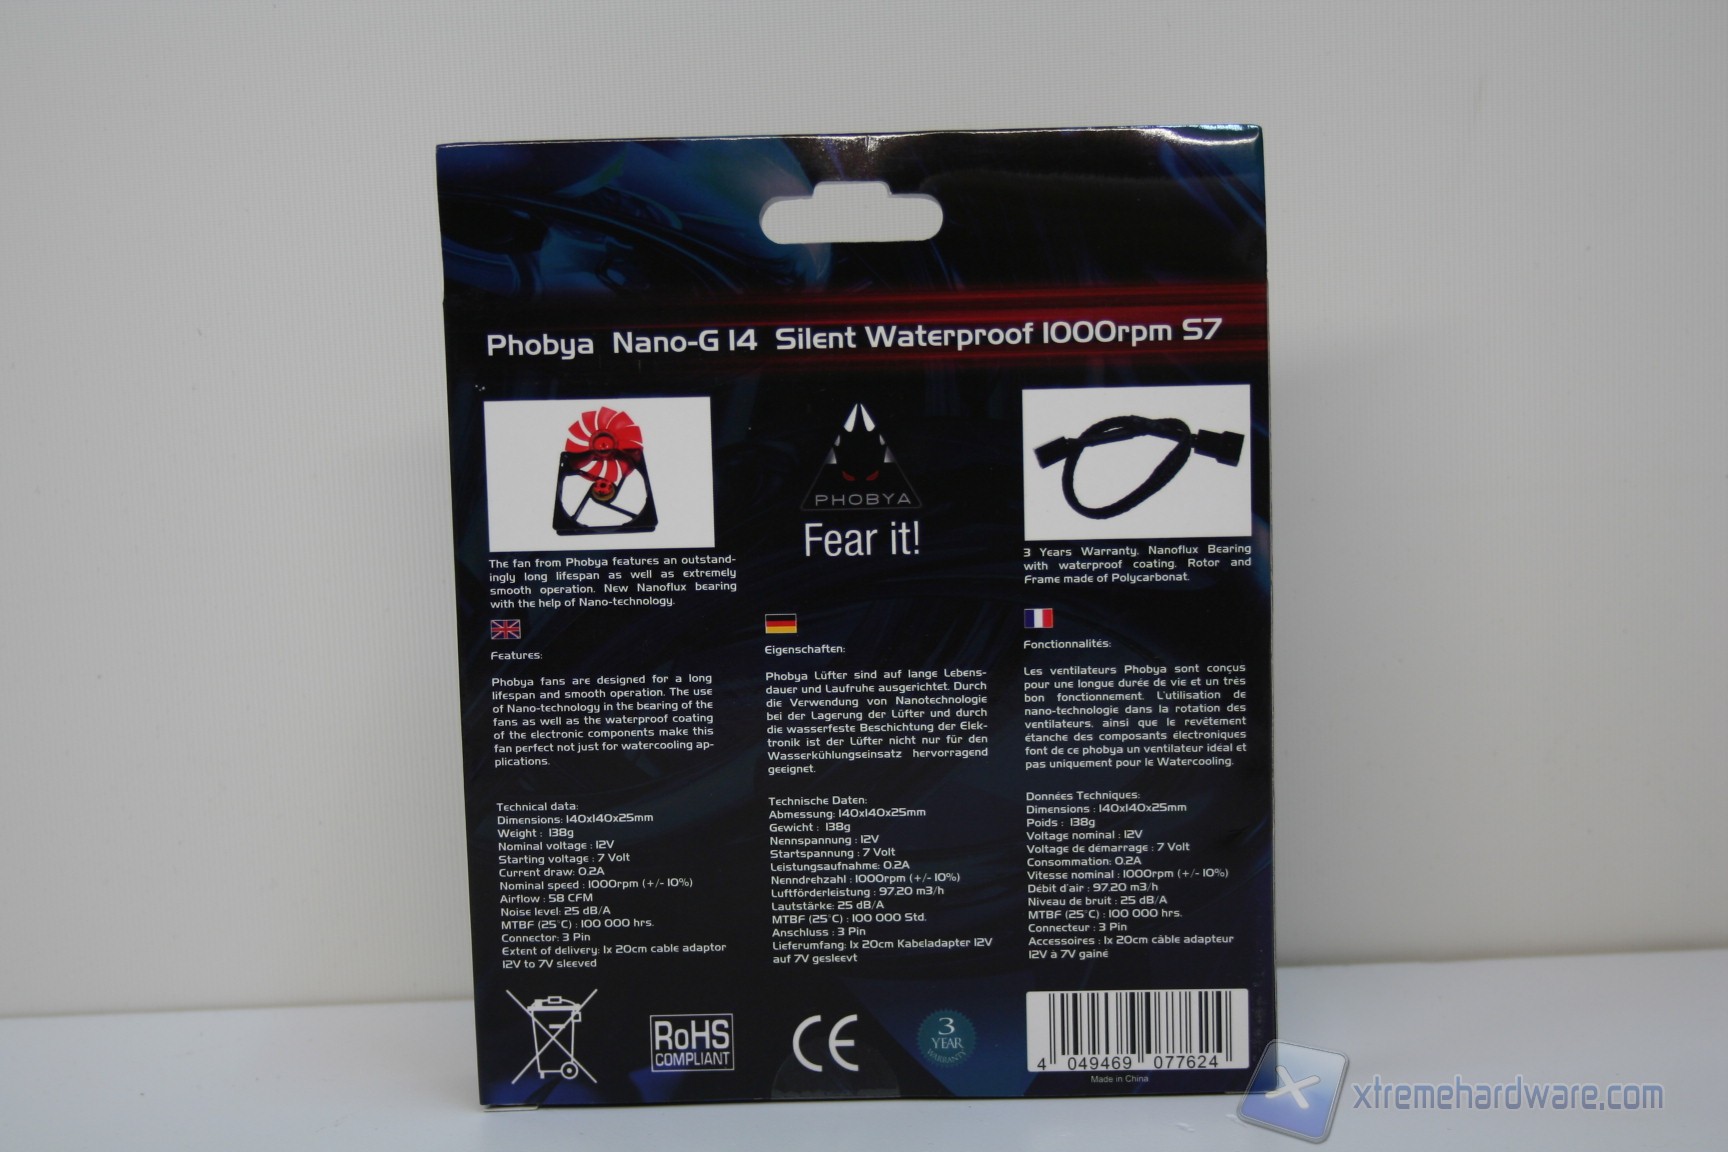 Phobya Nano-G 14 Silent Waterproof 1000rpm S7
PHOBYA
Fear it!
The fan from Phobya features an outstand-
ingly long lifespan as well as extremely
smooth operation. New Nanoflux bearing
with the help of Nano-technology.
3 Years Warranty. Nanoflux Bearing
with waterproof coating. Rotor and
Frame made of Polycarbonat.
Features:
Phobya fans are designed for a long
lifespan and smooth operation. The use
of Nano-technology in the bearing of the
fans as well as the waterproof coating
of the electronic components make this
fan perfect not just for watercooling ap-
plications.
Technical data:
Dimensions: 140x140x25mm
Weight : 138g
Nominal voltage : 12V
Starting voltage : 7 Volt
Current draw: 0.2A
Nominal speed : 1000rpm (+/- 10%)
Airflow : 58 CFM
Noise level: 25 dB/A
MTBF (25°C) : 100 000 hrs.
Connector: 3 Pin
Extent of delivery: 1x 20cm cable adaptor
12V to 7V sleeved
Eigenschaften:
Phobya Lüfter sind auf lange Lebens-
dauer und Laufruhe ausgerichtet. Durch
die Verwendung von Nanotechnologie
bei der Lagerung der Lüfter und durch
die wasserfeste Beschichtung der Elek-
tronik ist der Lüfter nicht nur für den
Wasserkühlungseinsatz hervorragend
geeignet.
Technische Daten:
Abmessung: 140x140x25mm
Gewicht : 138g
Nennspannung : 12V
Startspannung : 7 Volt
Leistungsaufnahme: 0.2A
Nenndrehzahl : 1000rpm (+/- 10%)
Luftförderleistung : 97.20 m3/h
Lautstärke: 25 dB/A
MTBF (25°C) : 100 000 Std.
Anschluss : 3 Pin
Lieferumfang: 1x 20cm Kabeladapter 12V
auf 7V gesleevt
Fonctionnalités:
Les ventilateurs Phobya sont conçus
pour une longue durée de vie et un très
bon fonctionnement. L'utilisation de
nano-technologie dans la rotation des
ventilateurs, ainsi que le revêtement
étanche des composants électroniques
font de ce phobya un ventilateur idéal et
pas uniquement pour le Watercooling.
Données Techniques:
Dimensions : 140x140x25mm
Poids : 138g
Voltage nominal : 12V
Voltage de démarrage : 7 Volt
Consommation: 0.2A
Vitesse nominal : 1000rpm (+/- 10%)
Débit d'air : 97.20 m3/h
Niveau de bruit : 25 dB/A
MTBF (25°C) : 100 000 hrs.
Connecteur : 3 Pin
Accessoires : 1x 20cm câble adapteur
12V à 7V gainé
RoHS
COMPLIANT
CE
3
YEAR
WARRANTY
4 049469 077624
Made in China
xtremehardware.com